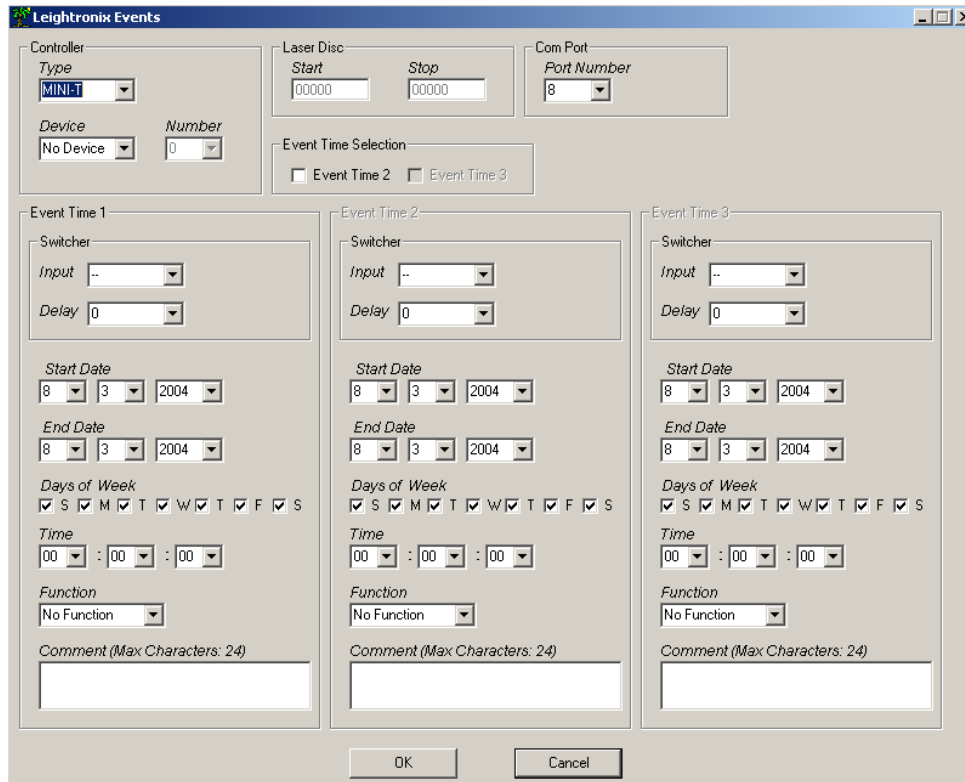 Leightronix Events
Controller
Type
MINI-T
Device Number
No Device 0
Laser Disc
Start Stop
00000 00000
Com Port
Port Number
8
Event Time Selection
Event Time 2 Event Time 3
Event Time 1
Switcher
Input --
Delay 0
Start Date
8 3 2004
End Date
8 3 2004
Days of Week
S M T W T F S
Time
00 : 00 : 00
Function
No Function
Comment (Max Characters: 24)
Event Time 2
Switcher
Input --
Delay 0
Start Date
8 3 2004
End Date
8 3 2004
Days of Week
S M T W T F S
Time
00 : 00 : 00
Function
No Function
Comment (Max Characters: 24)
Event Time 3
Switcher
Input --
Delay 0
Start Date
8 3 2004
End Date
8 3 2004
Days of Week
S M T W T F S
Time
00 : 00 : 00
Function
No Function
Comment (Max Characters: 24)
OK Cancel